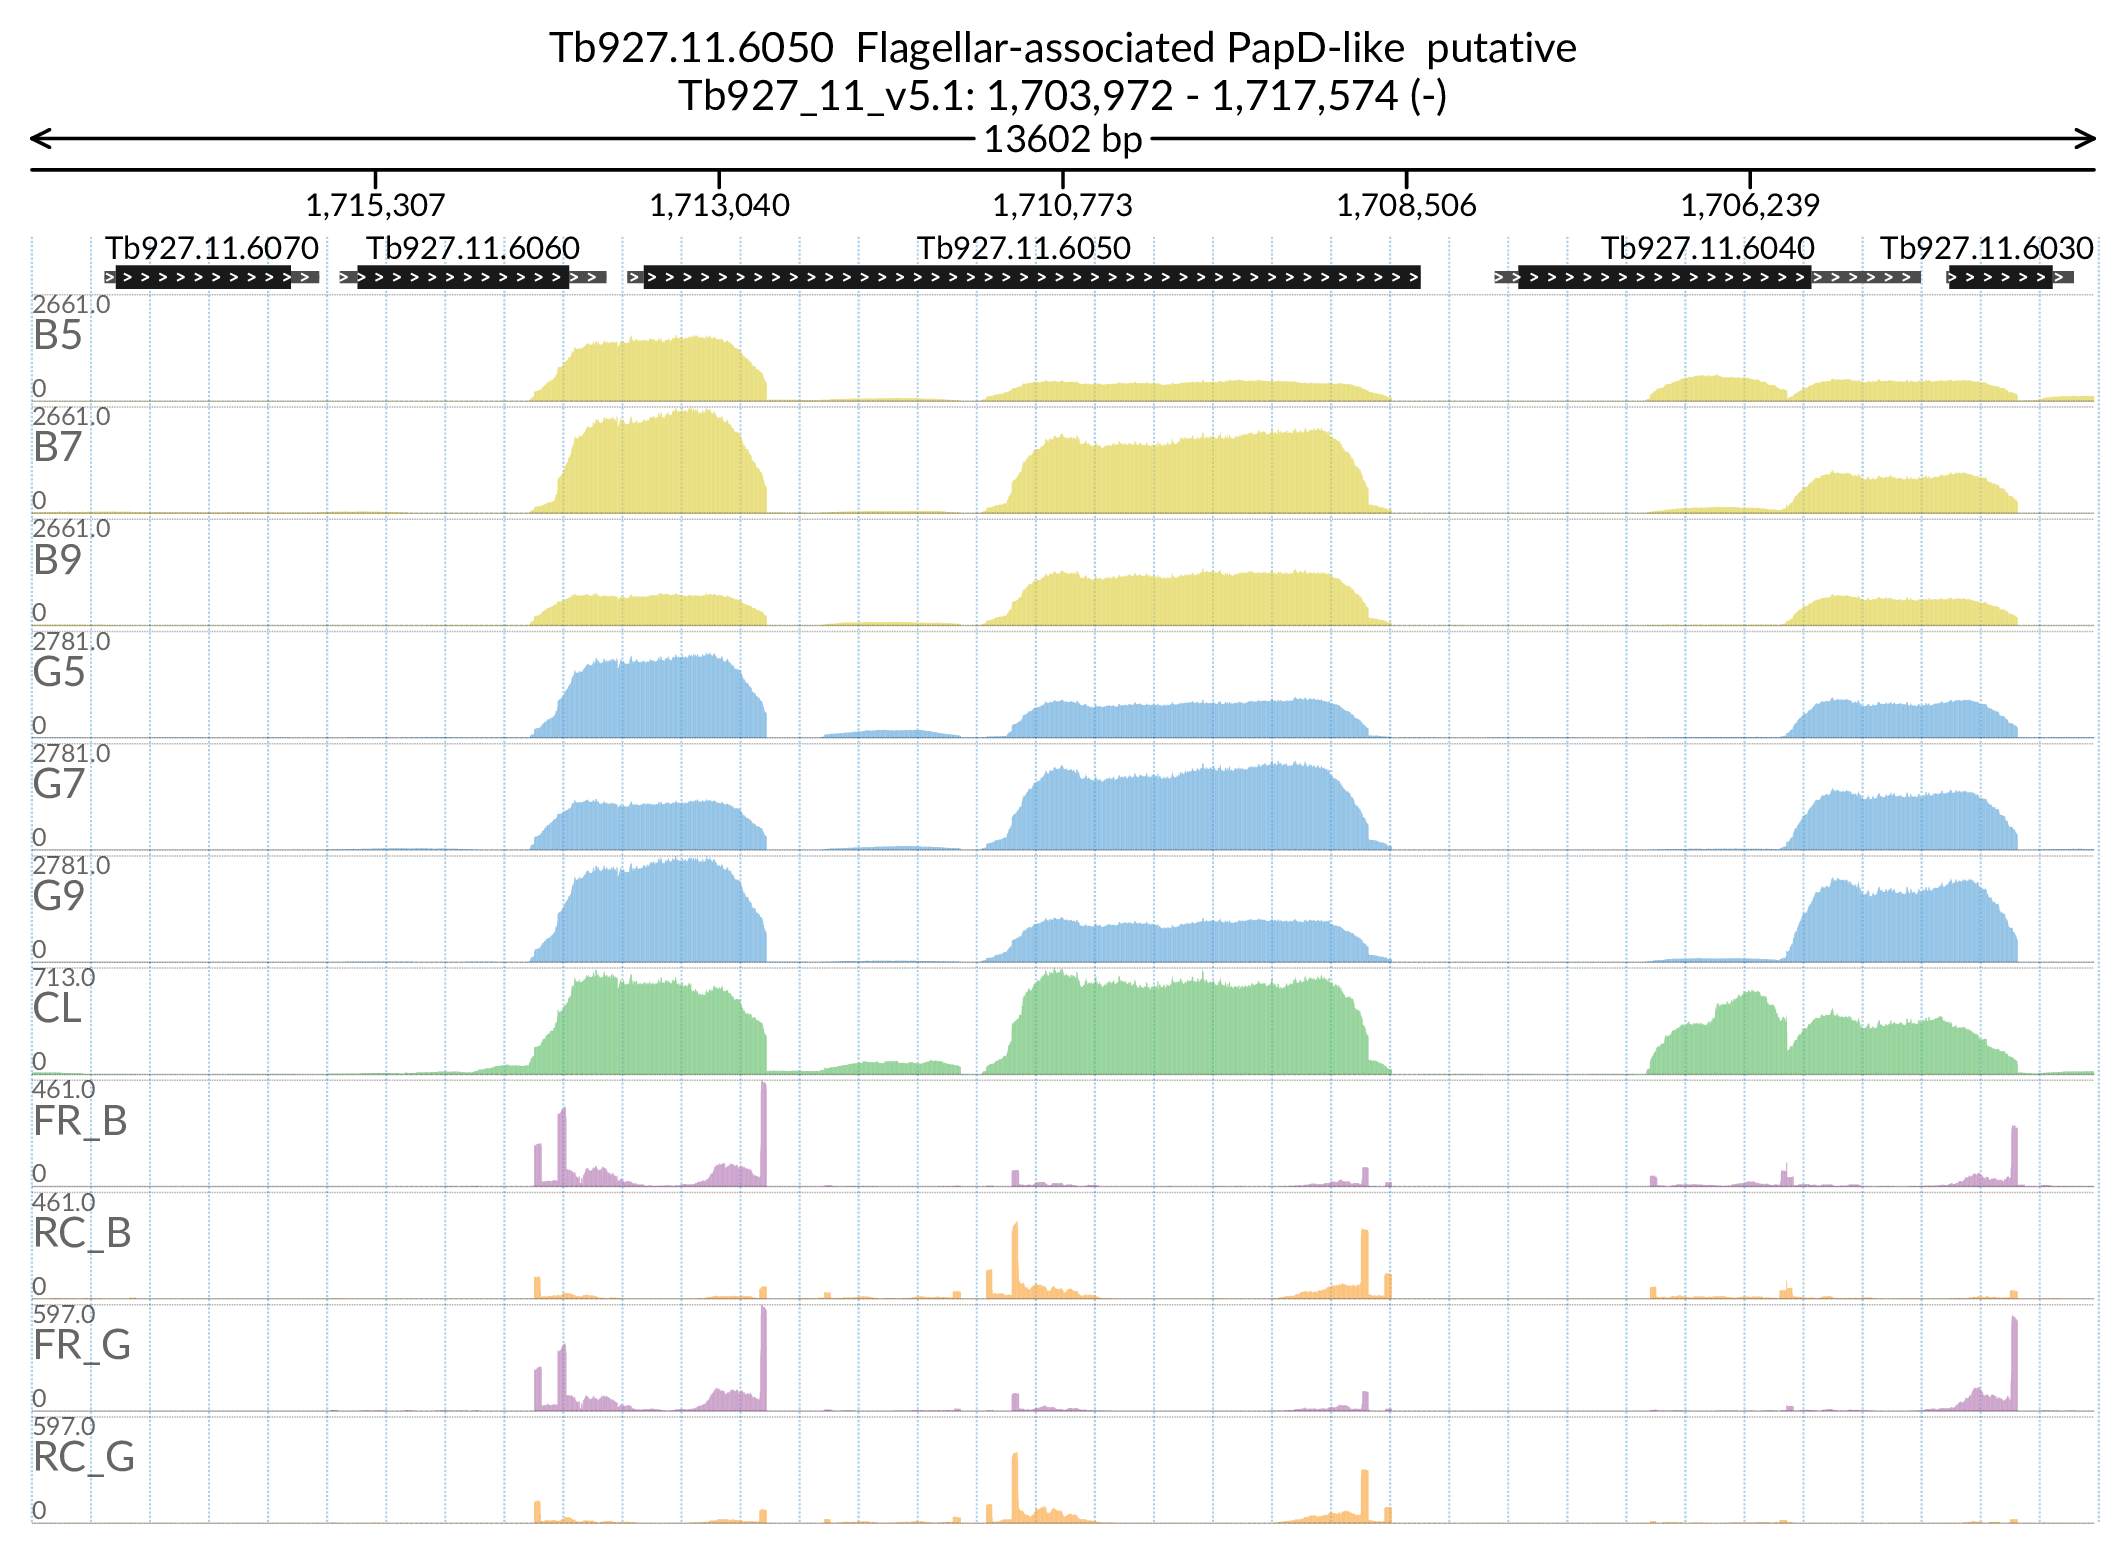 Tb927.11.6050  Flagellar-associated PapD-like  putative
Tb927_11_v5.1: 1,703,972 - 1,717,574 (-)
13602 bp
1,715,307 1,713,040 1,710,773 1,708,506 1,706,239
Tb927.11.6070 Tb927.11.6060 Tb927.11.6050 Tb927.11.6040 Tb927.11.6030
2661.0
B5
0
2661.0
B7
0
2661.0
B9
0
2781.0
G5
0
2781.0
G7
0
2781.0
G9
0
713.0
CL
0
461.0
FR_B
0
461.0
RC_B
0
597.0
FR_G
0
597.0
RC_G
0